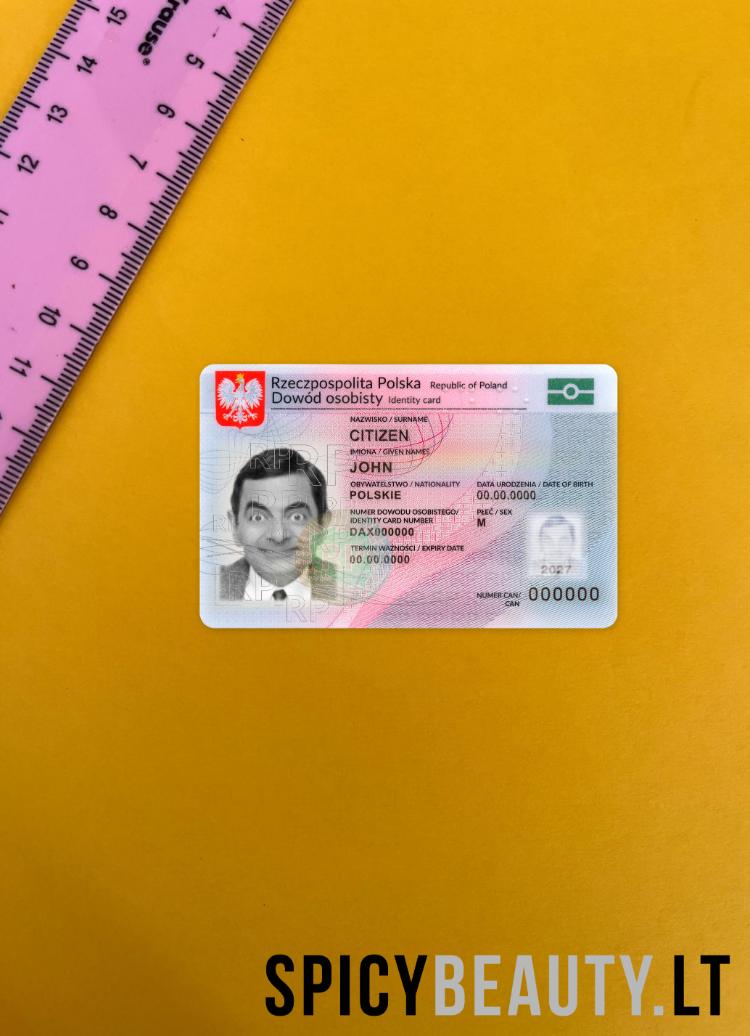 15
4
rause®
14
5
13
6
12
7
8
9
10
11
Rzeczpospolita Polska Republic of Poland
Dowód osobisty Identity card
NAZWISKO / SURNAME
CITIZEN
IMIONA / GIVEN NAMES
JOHN
OBYWATELSTWO / NATIONALITY DATA URODZENIA / DATE OF BIRTH
POLSKIE 00.00.0000
NUMER DOWODU OSOBISTEGO/ PŁEĆ / SEX
IDENTITY CARD NUMBER M
DAX000000
TERMIN WAŻNOŚCI / EXPIRY DATE
00.00.0000
2027
NUMER CAN/ 000000
CAN
SPICYBEAUTY.LT